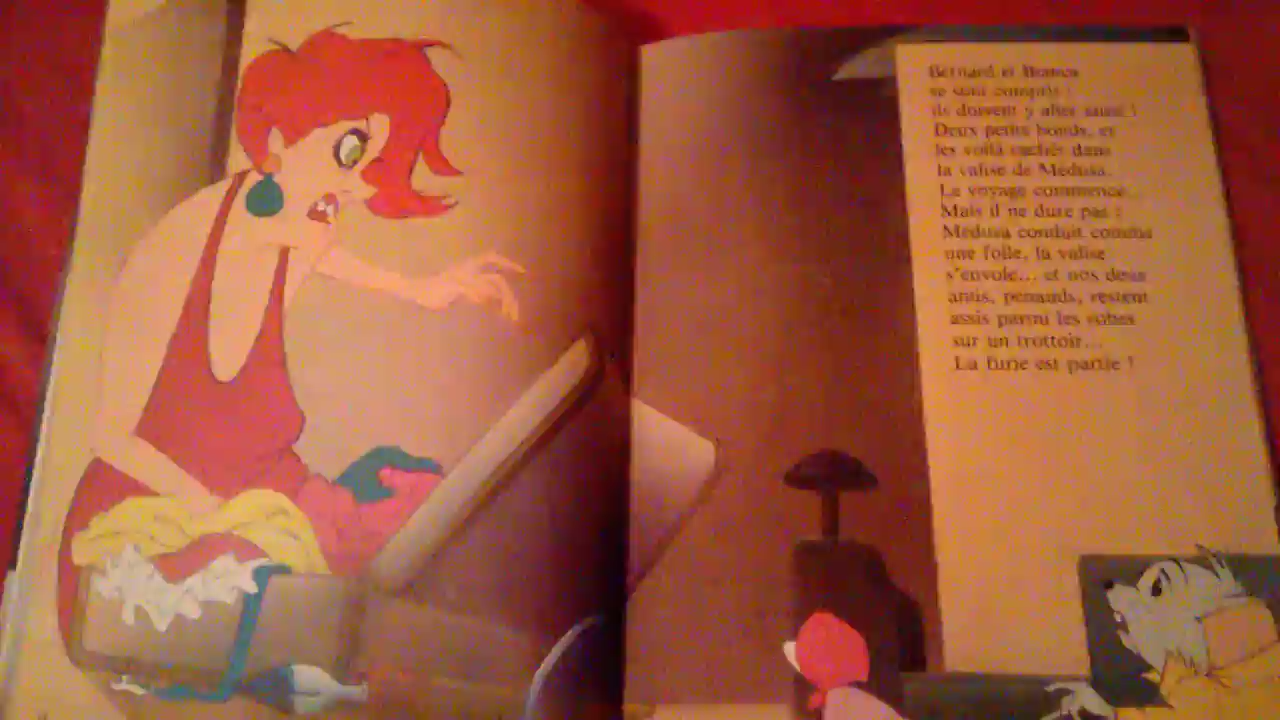 Bernard et Bianca
se sont compris :
ils doivent y aller aussi !
Deux petits bonds, et
les voilà cachés dans
la valise de Medusa.
Le voyage commence...
Mais il ne dure pas :
Medusa conduit comme
une folle, la valise
s'envole... et nos deux
amis, penauds, restent
assis parmi les robes
sur un trottoir...
La furie est partie !